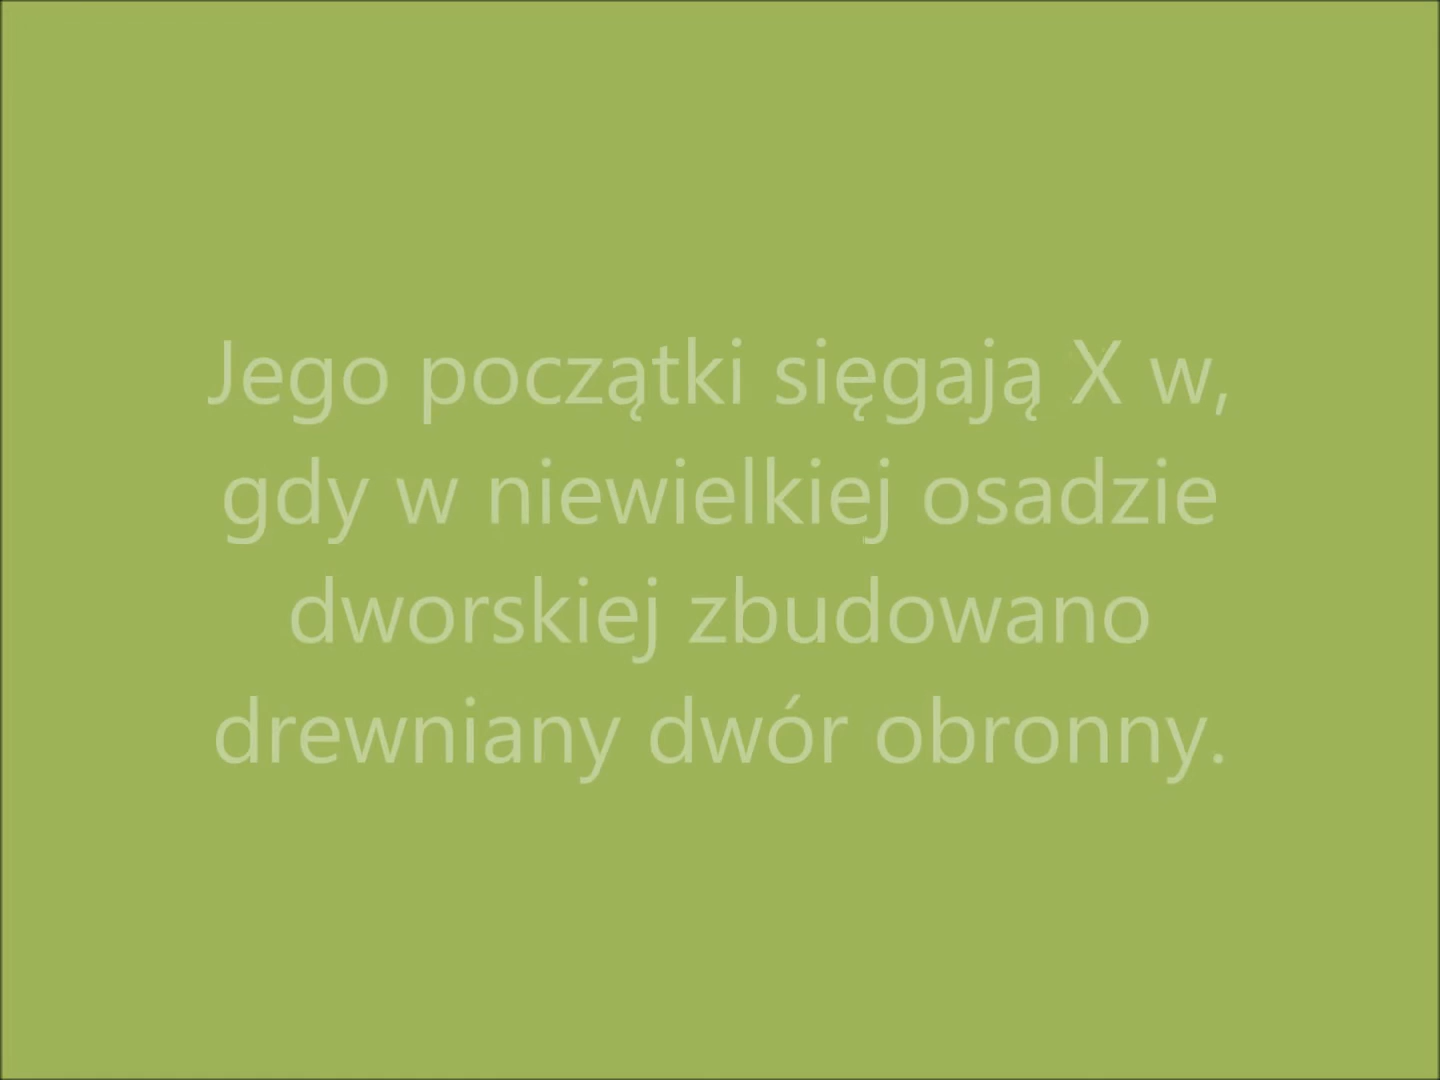 Jego początki sięgają X w,
gdy w niewielkiej osadzie
dworskiej zbudowano
drewniany dwór obronny.